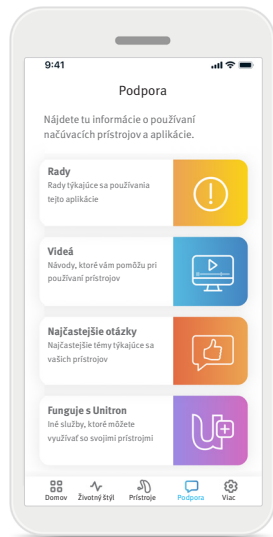 9:41
Podpora
Nájdete tu informácie o používaní
načúvacích prístrojov a aplikácie.
Rady
Rady týkajúce sa používania
tejto aplikácie
Videá
Návody, ktoré vám pomôžu pri
používaní prístrojov
Najčastejšie otázky
Najčastejšie témy týkajúce sa
vašich prístrojov
Funguje s Unitron
Iné služby, ktoré môžete
využívať so svojimi prístrojmi
Domov Životný štýl Prístroje Podpora Viac